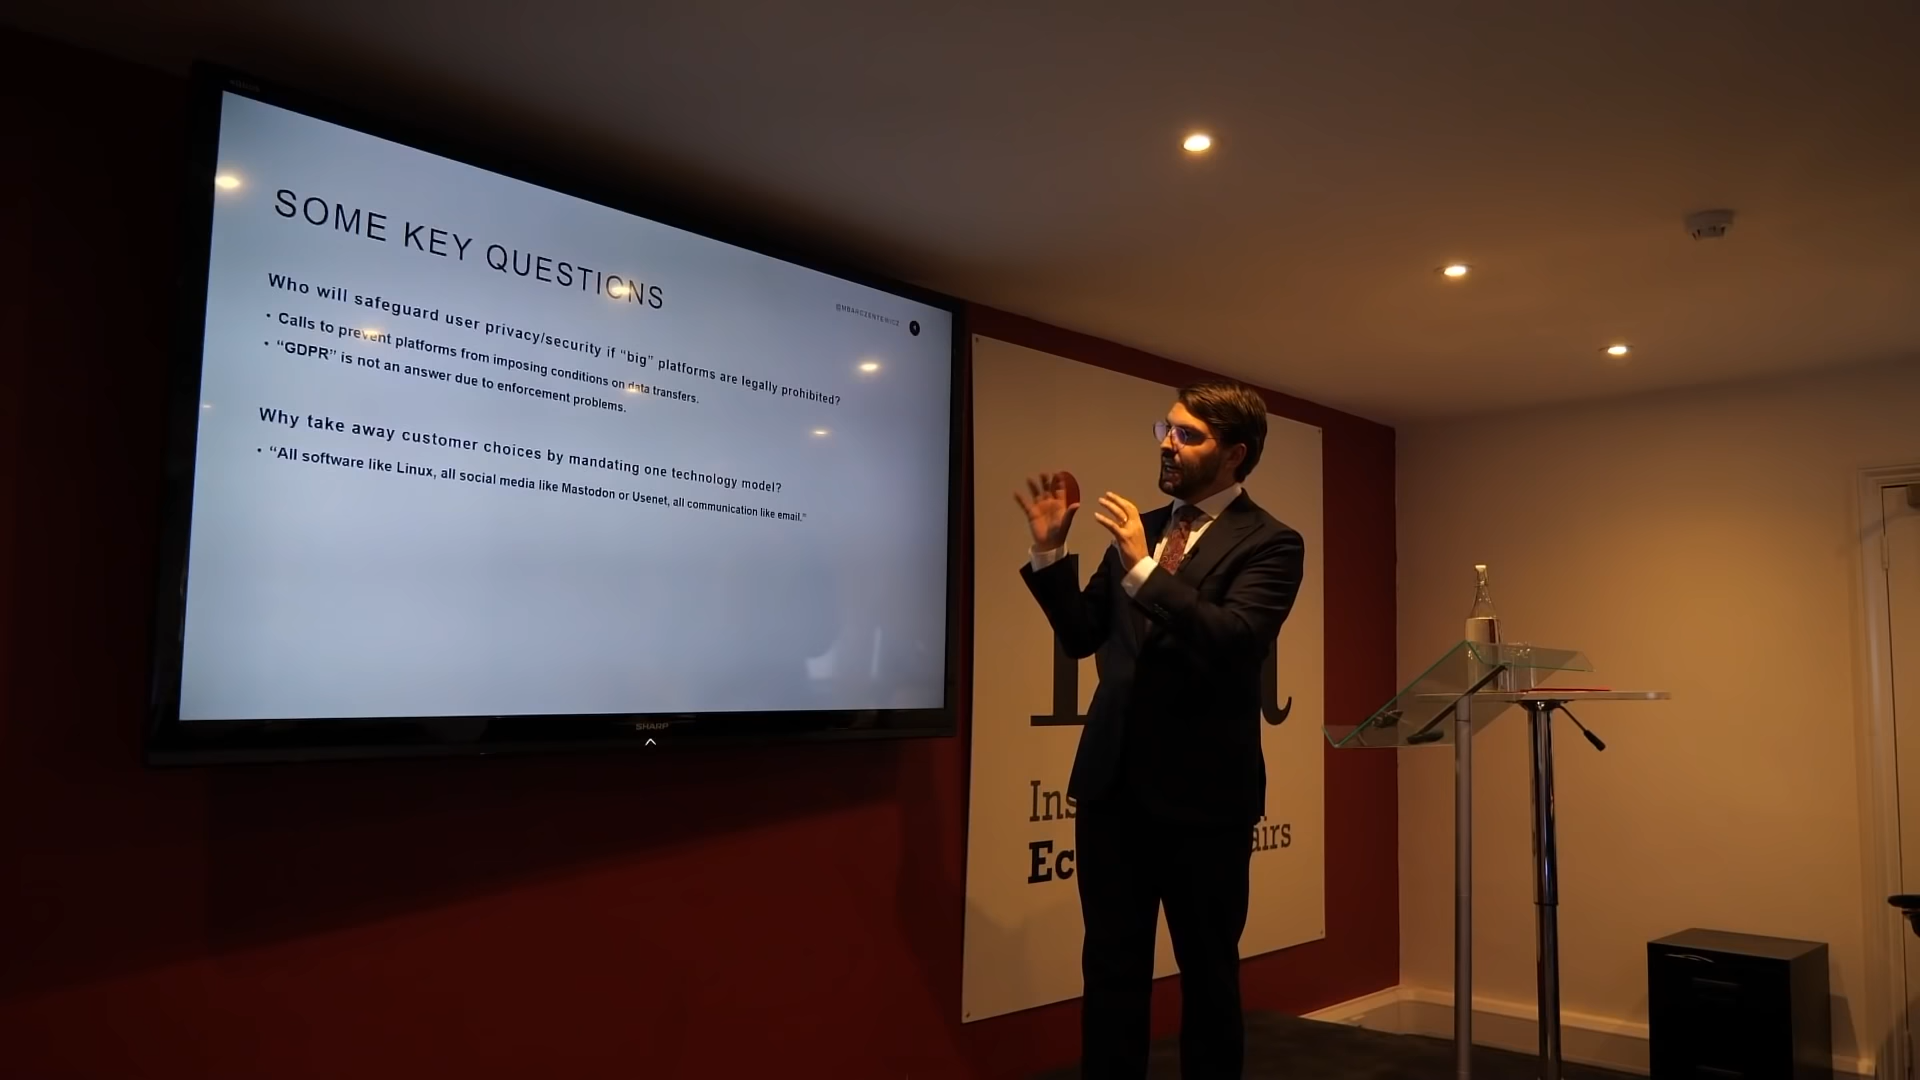 SOME KEY QUESTIONS
@MBARCZENTEWICZ
Who will safeguard user privacy/security if “big” platforms are legally prohibited?
• Calls to prevent platforms from imposing conditions on data transfers.
• “GDPR” is not an answer due to enforcement problems.
Why take away customer choices by mandating one technology model?
• “All software like Linux, all social media like Mastodon or Usenet, all communication like email.”
SHARP
Ins
Ec airs